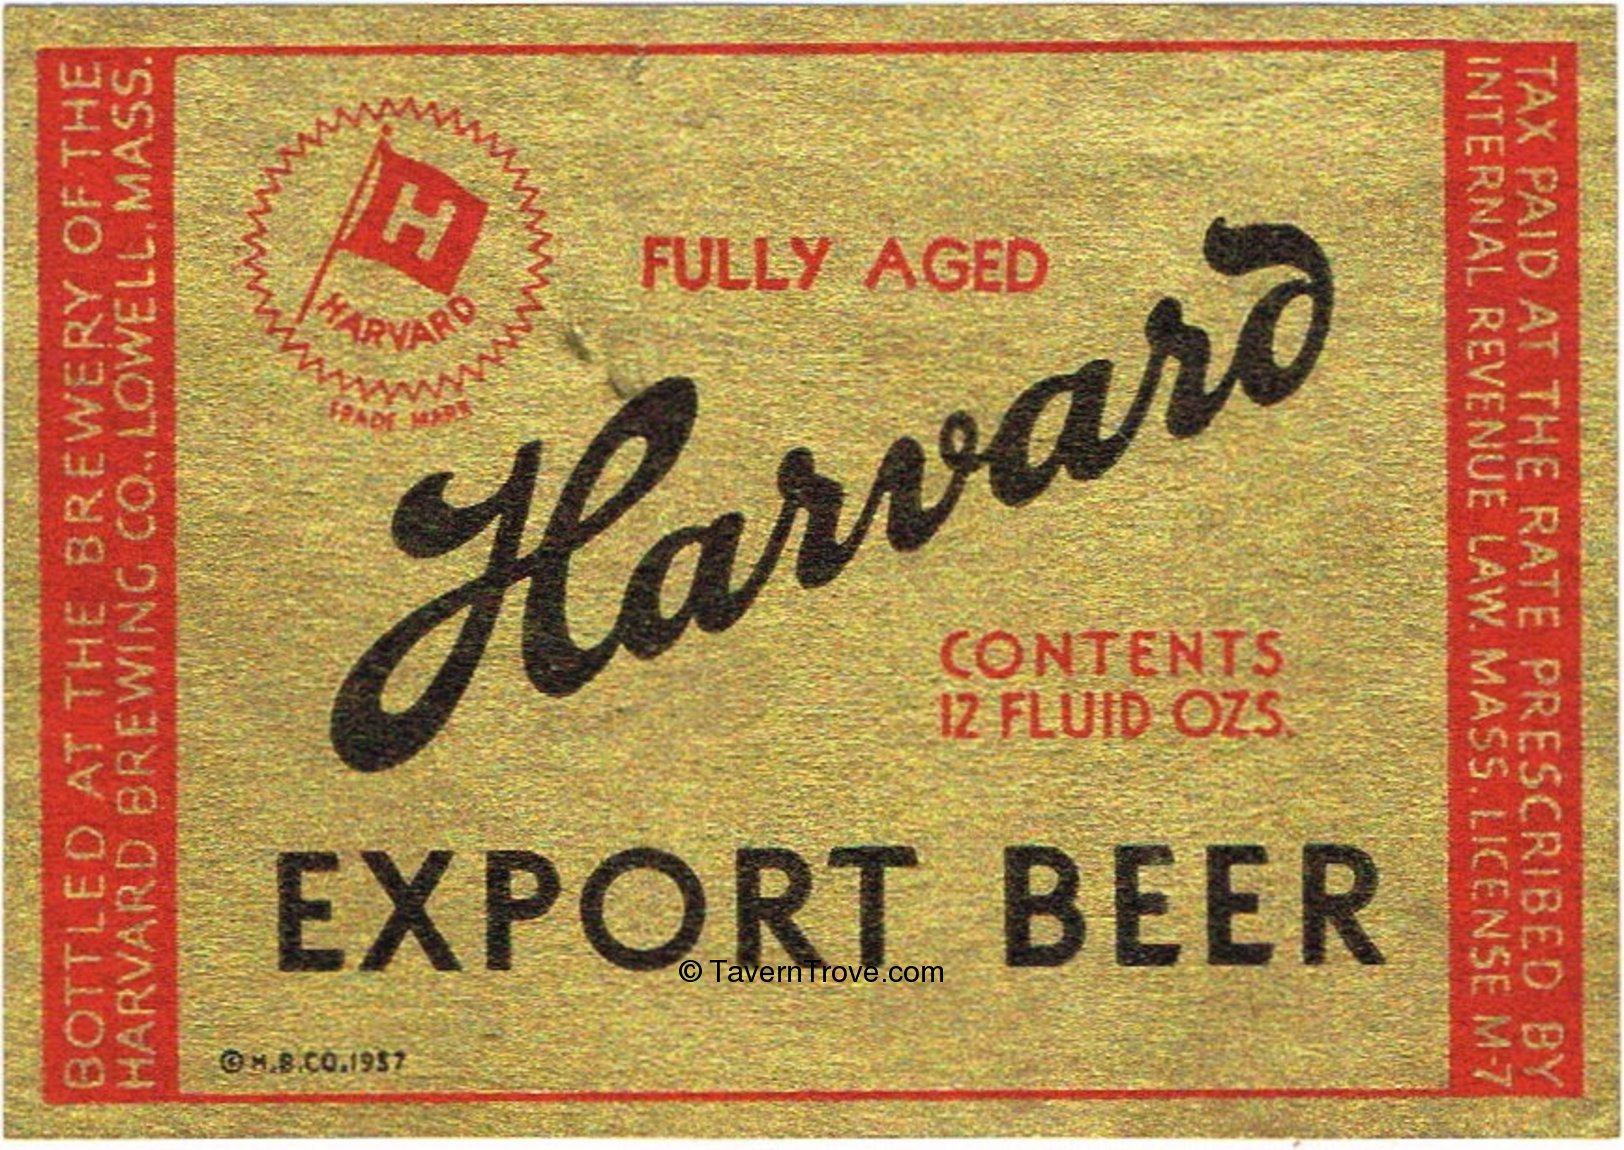 BOTTLED AT THE BREWERY OF THE
HARVARD BREWING CO., LOWELL, MASS.
H
HARVARD
TRADE MARK
FULLY AGED
Harvard
CONTENTS
12 FLUID OZS.
EXPORT BEER
© TavernTrove.com
© H.B.CO.1937
TAX PAID AT THE RATE PRESCRIBED BY
INTERNAL REVENUE LAW. MASS. LICENSE M-7